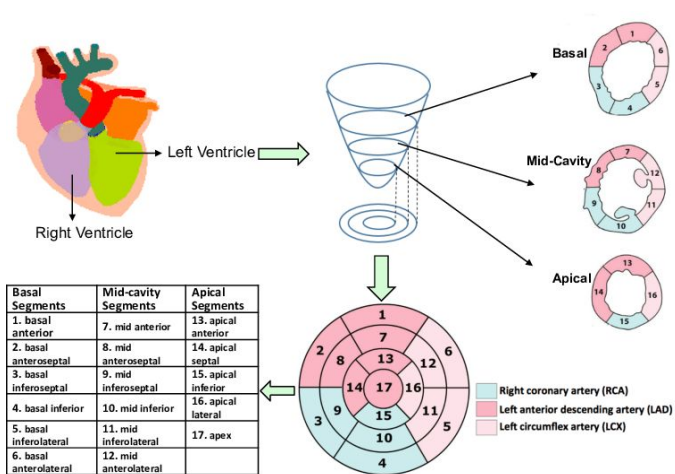 Basal
1
2
6
3
5
4
Left Ventricle
Right Ventricle
Mid-Cavity
7
8
12
9
11
10
Apical
13
14
16
15
Basal Segments
Mid-cavity Segments
Apical Segments
1. basal anterior
7. mid anterior
13. apical anterior
2. basal anteroseptal
8. mid anteroseptal
14. apical septal
3. basal inferoseptal
9. mid inferoseptal
15. apical inferior
4. basal inferior
10. mid inferior
16. apical lateral
5. basal inferolateral
11. mid inferolateral
17. apex
6. basal anterolateral
12. mid anterolateral
1
7
2
6
8
12
13
14
17
16
3
9
15
11
5
10
4
Right coronary artery (RCA)
Left anterior descending artery (LAD)
Left circumflex artery (LCX)